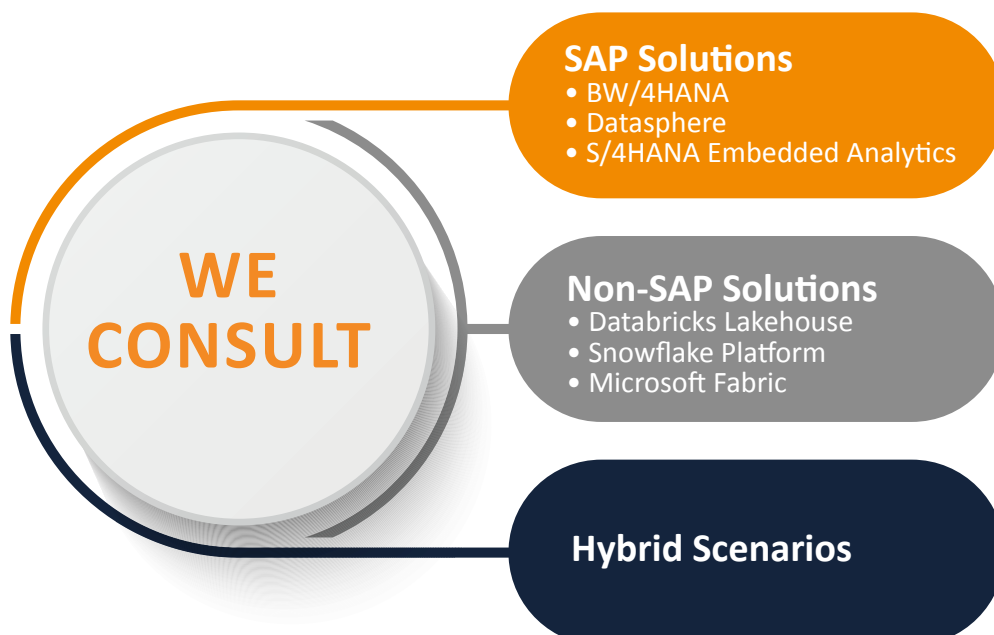 WE
CONSULT
SAP Solutions
• BW/4HANA
• Datasphere
• S/4HANA Embedded Analytics
Non-SAP Solutions
• Databricks Lakehouse
• Snowflake Platform
• Microsoft Fabric
Hybrid Scenarios